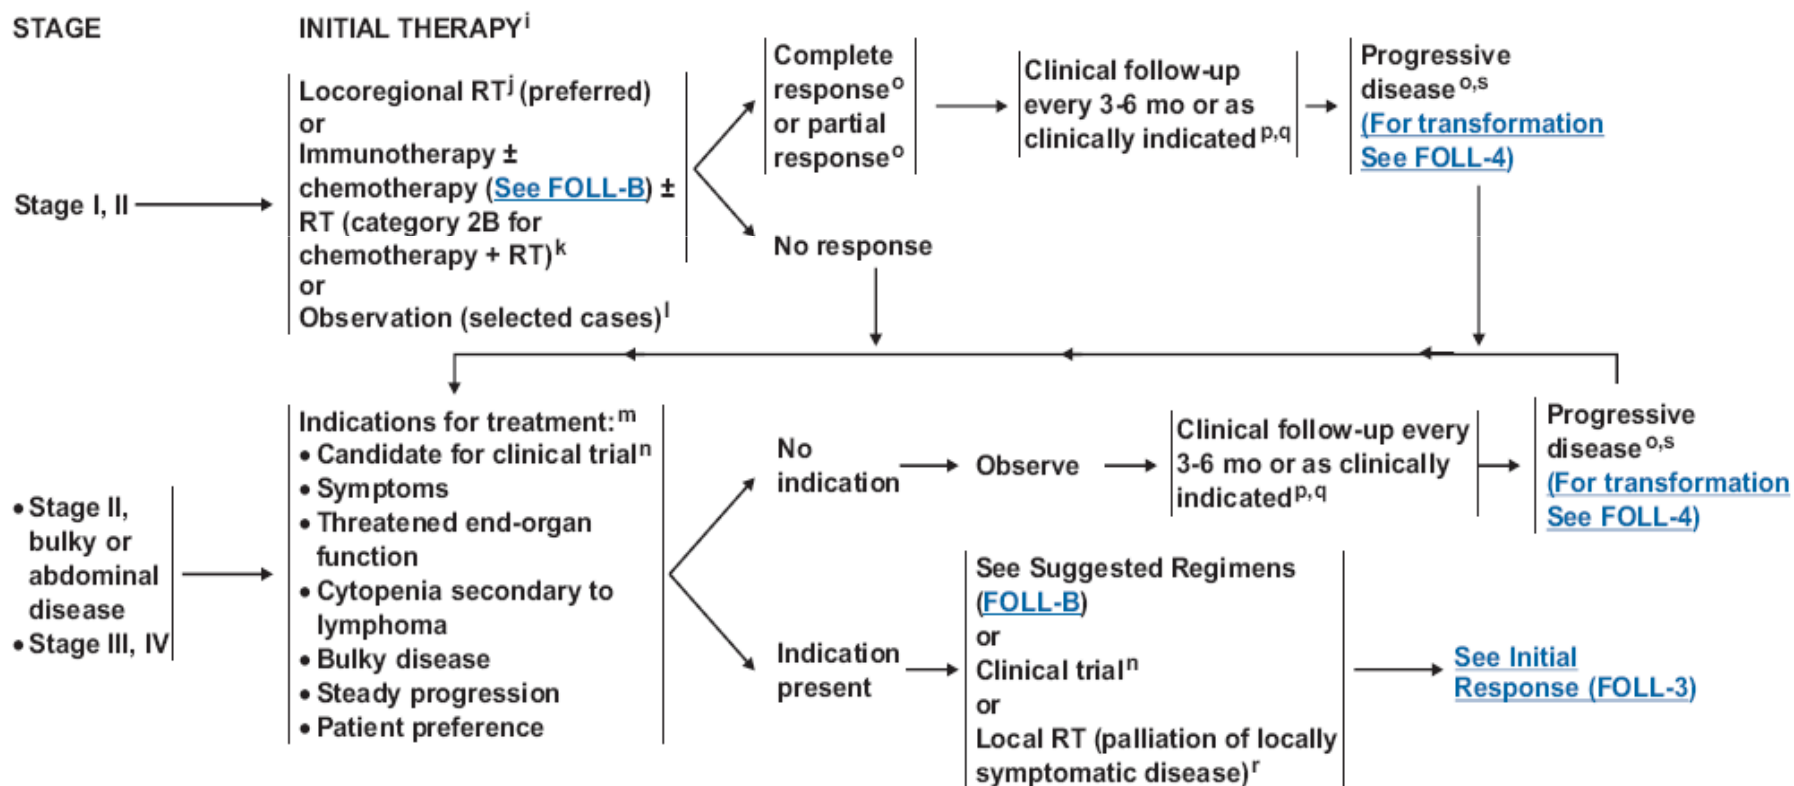 STAGE
INITIAL THERAPYⁱ
Stage I, II
Locoregional RTʲ (preferred)
or
Immunotherapy ±
chemotherapy (See FOLL-B) ±
RT (category 2B for
chemotherapy + RT)ᵏ
or
Observation (selected cases)ˡ
Complete
responseᵒ
or partial
responseᵒ
Clinical follow-up
every 3-6 mo or as
clinically indicatedᵖ,q
Progressive
diseaseᵒ,ˢ
(For transformation
See FOLL-4)
No response
• Stage II,
bulky or
abdominal
disease
• Stage III, IV
Indications for treatment:ᵐ
• Candidate for clinical trialⁿ
• Symptoms
• Threatened end-organ
function
• Cytopenia secondary to
lymphoma
• Bulky disease
• Steady progression
• Patient preference
No
indication
Observe
Clinical follow-up every
3-6 mo or as clinically
indicatedᵖ,q
Progressive
diseaseᵒ,ˢ
(For transformation
See FOLL-4)
Indication
present
See Suggested Regimens
(FOLL-B)
or
Clinical trialⁿ
or
Local RT (palliation of locally
symptomatic disease)ʳ
See Initial
Response (FOLL-3)